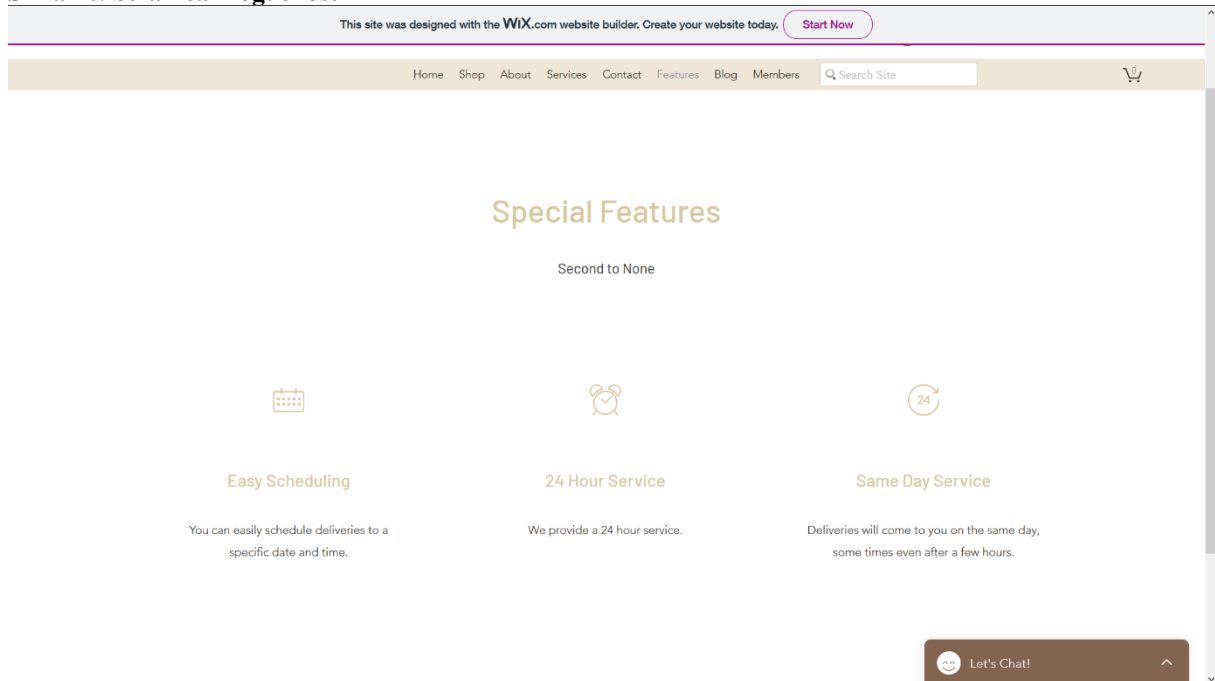 This site was designed with the WiX.com website builder. Create your website today. Start Now
Home Shop About Services Contact Features Blog Members Search Site 0
Special Features
Second to None
24
Easy Scheduling 24 Hour Service Same Day Service
You can easily schedule deliveries to a We provide a 24 hour service. Deliveries will come to you on the same day,
specific date and time. some times even after a few hours.
Let's Chat!